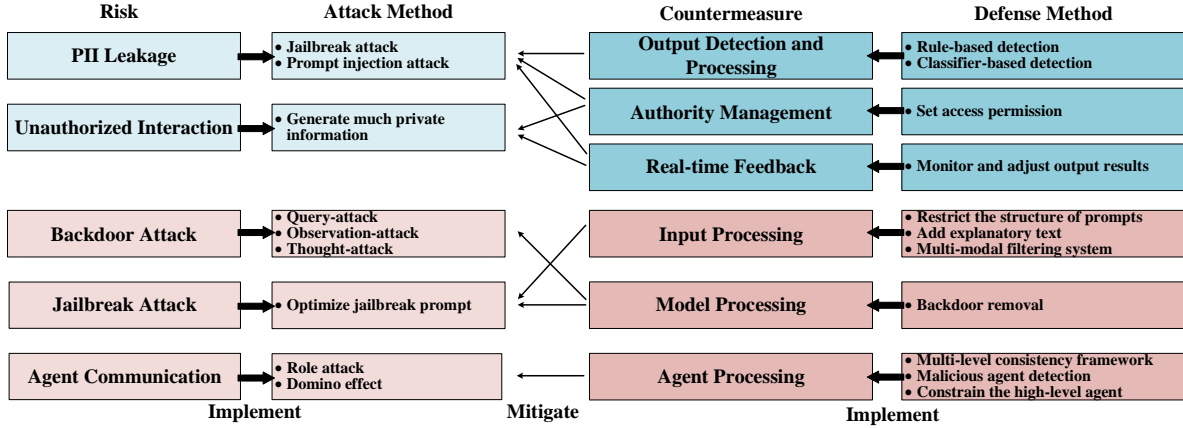 Risk
Attack Method
Countermeasure
Defense Method
PII Leakage
• Jailbreak attack
• Prompt injection attack
Output Detection and
Processing
• Rule-based detection
• Classifier-based detection
Unauthorized Interaction
• Generate much private
information
Authority Management
• Set access permission
Real-time Feedback
• Monitor and adjust output results
Backdoor Attack
• Query-attack
• Observation-attack
• Thought-attack
Input Processing
• Restrict the structure of prompts
• Add explanatory text
• Multi-modal filtering system
Jailbreak Attack
• Optimize jailbreak prompt
Model Processing
• Backdoor removal
Agent Communication
• Role attack
• Domino effect
Agent Processing
• Multi-level consistency framework
• Malicious agent detection
• Constrain the high-level agent
Implement
Mitigate
Implement